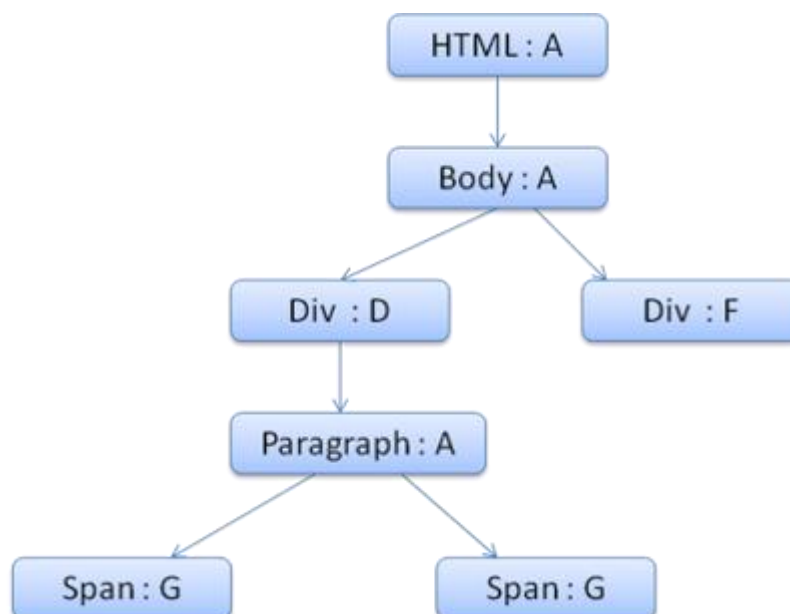 HTML : A
Body : A
Div : D
Div : F
Paragraph : A
Span : G
Span : G